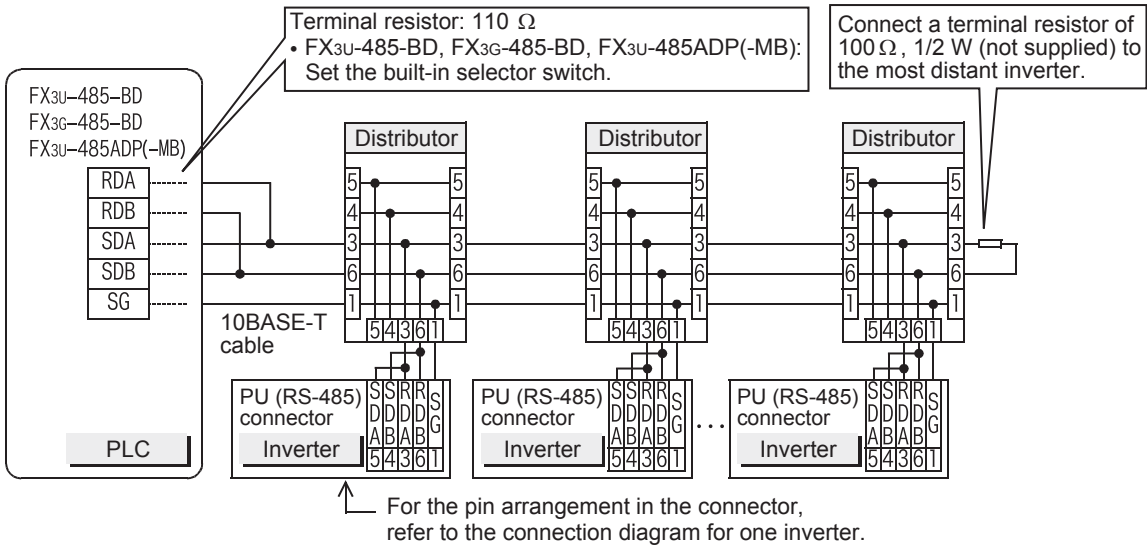 Terminal resistor: 110 Ω
• FX3U-485-BD, FX3G-485-BD, FX3U-485ADP(-MB):
Set the built-in selector switch.
Connect a terminal resistor of
100 Ω , 1/2 W (not supplied) to
the most distant inverter.
FX3U-485-BD
FX3G-485-BD
FX3U-485ADP(-MB)
RDA
RDB
SDA
SDB
SG
PLC
10BASE-T
cable
Distributor
5 5
4 4
3 3
6 6
1 1
5 4 3 6 1
Distributor
5 5
4 4
3 3
6 6
1 1
5 4 3 6 1
Distributor
5 5
4 4
3 3
6 6
1 1
5 4 3 6 1
PU (RS-485)
connector
Inverter
SDA SDB RDA RDB SG
5 4 3 6 1
PU (RS-485)
connector
Inverter
SDA SDB RDA RDB SG
5 4 3 6 1
...
PU (RS-485)
connector
Inverter
SDA SDB RDA RDB SG
5 4 3 6 1
For the pin arrangement in the connector,
refer to the connection diagram for one inverter.